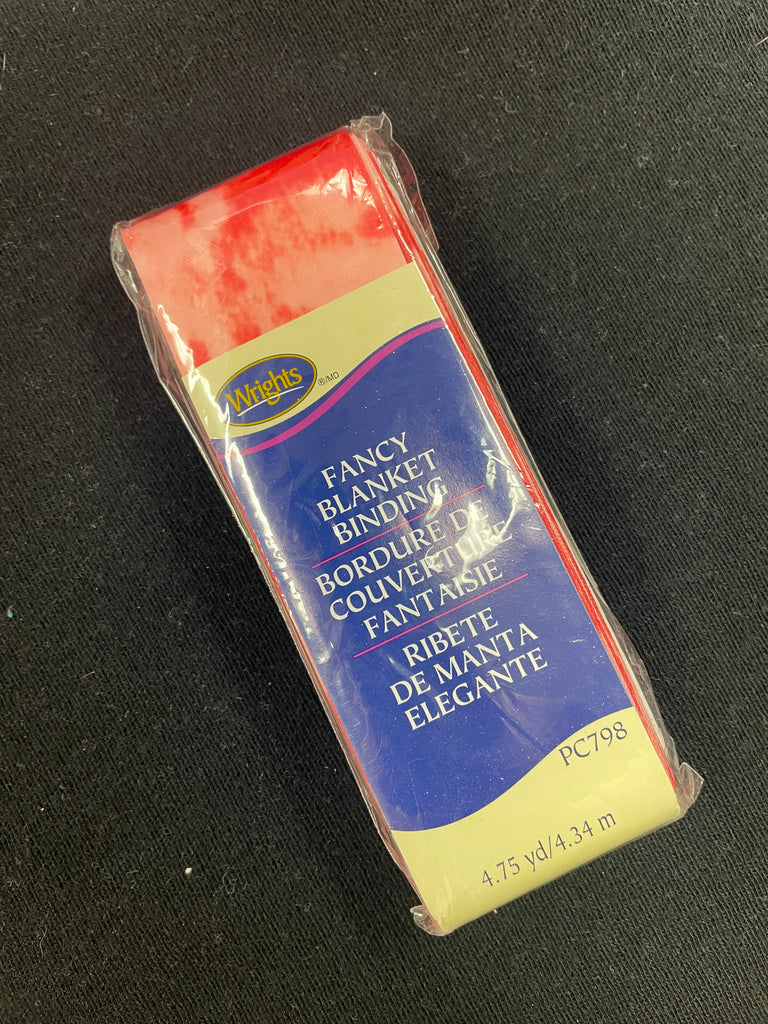 Wrights
®/MD
FANCY
BLANKET
BINDING
BORDURE DE
COUVERTURE
FANTAISIE
RIBETE
DE MANTA
ELEGANTE
PC798
4.75 yd/4.34 m